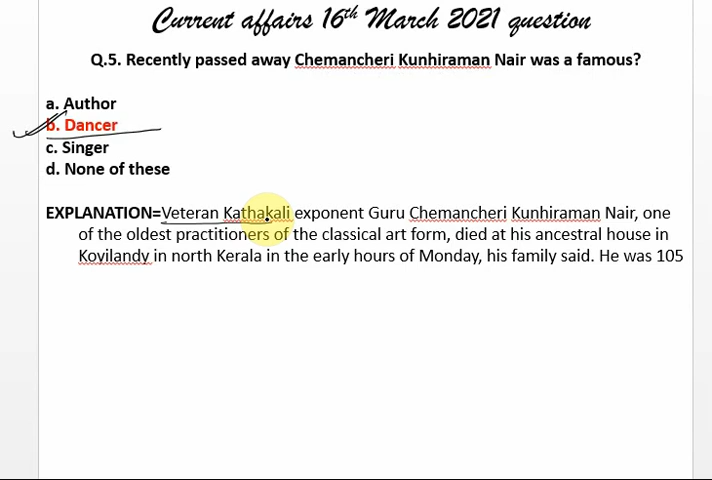 Current affairs 16th March 2021 question
Q.5. Recently passed away Chemancheri Kunhiraman Nair was a famous?
a. Author
b. Dancer
c. Singer
d. None of these
EXPLANATION=Veteran Kathakali exponent Guru Chemancheri Kunhiraman Nair, one
of the oldest practitioners of the classical art form, died at his ancestral house in
Koyilandy in north Kerala in the early hours of Monday, his family said. He was 105